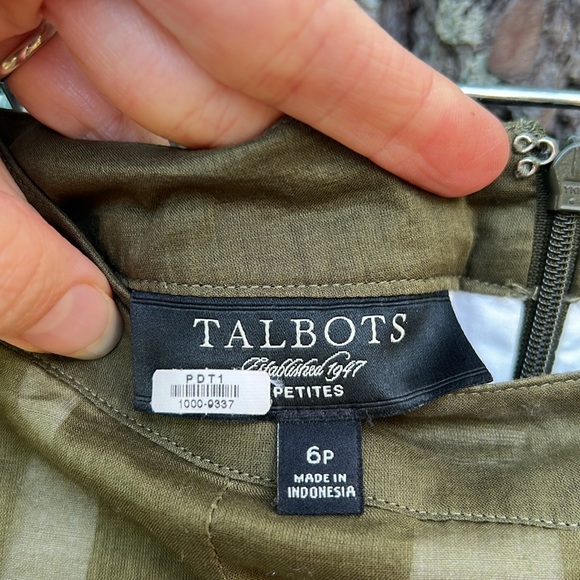 TALBOTS
Established 1947
PETITES
PDT1
1000-9337
6P
MADE IN
INDONESIA